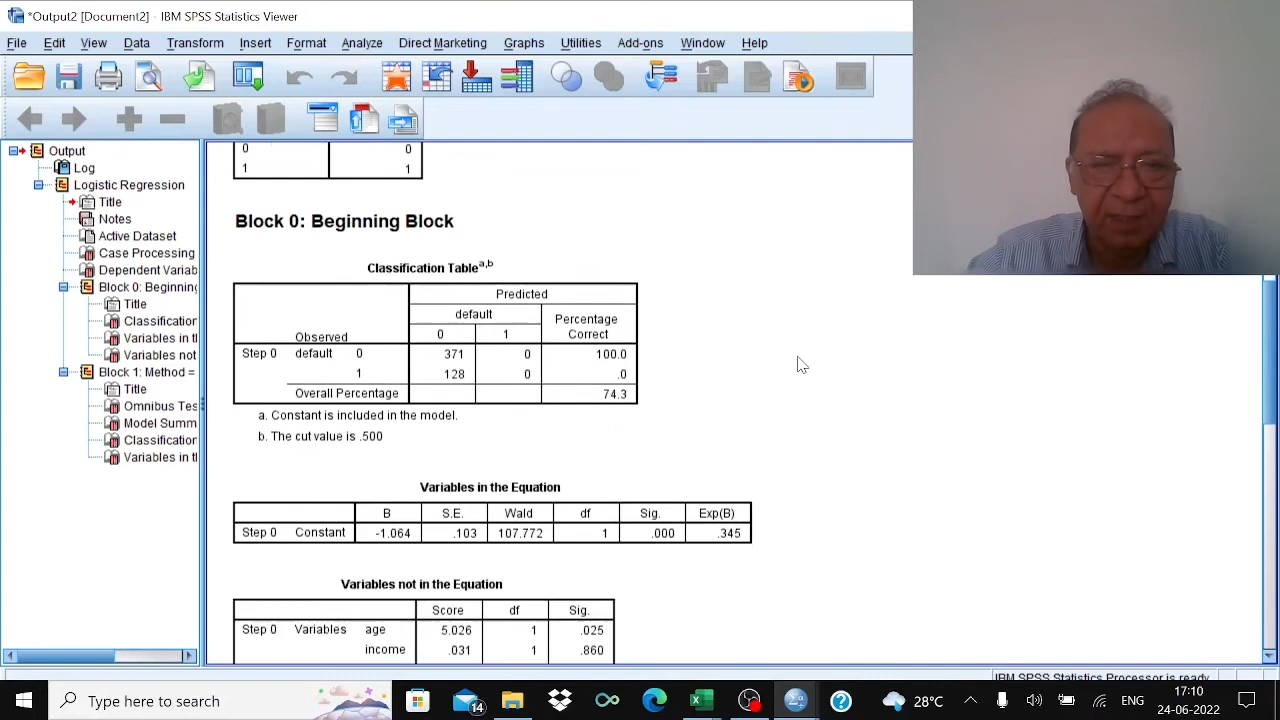 *Output2 [Document2] - IBM SPSS Statistics Viewer
File Edit View Data Transform Insert Format Analyze Direct Marketing Graphs Utilities Add-ons Window Help
Output
Log
Logistic Regression
Title
Notes
Active Dataset
Case Processing
Dependent Variab
Block 0: Beginning
Title
Classification
Variables in t
Variables not
Block 1: Method =
Title
Omnibus Tes
Model Summ
Classification
Variables in t
0 0
1 1
Block 0: Beginning Block
Classification Table a,b
Predicted
default Percentage
Observed 0 1 Correct
Step 0 default 0 371 0 100.0
1 128 0 .0
Overall Percentage 74.3
a. Constant is included in the model.
b. The cut value is .500
Variables in the Equation
B S.E. Wald df Sig. Exp(B)
Step 0 Constant -1.064 .103 107.772 1 .000 .345
Variables not in the Equation
Score df Sig.
Step 0 Variables age 5.026 1 .025
income .031 1 .860
IBM SPSS Statistics Processor is ready
Type here to search
14
28°C
ENG
17:10
24-06-2022